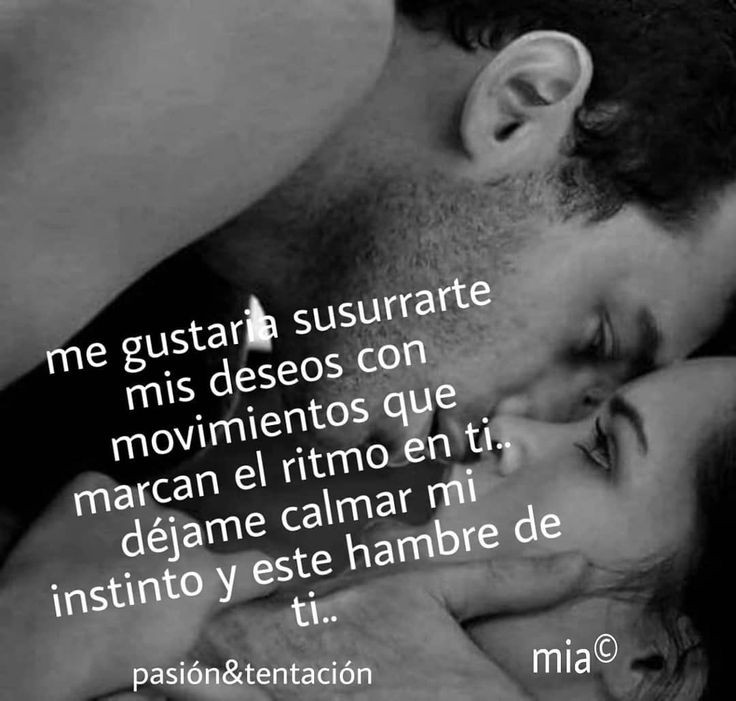 me gustaria susurrarte
mis deseos con
movimientos que
marcan el ritmo en ti..
déjame calmar mi
instinto y este hambre de
ti..
mia©
pasión&tentación